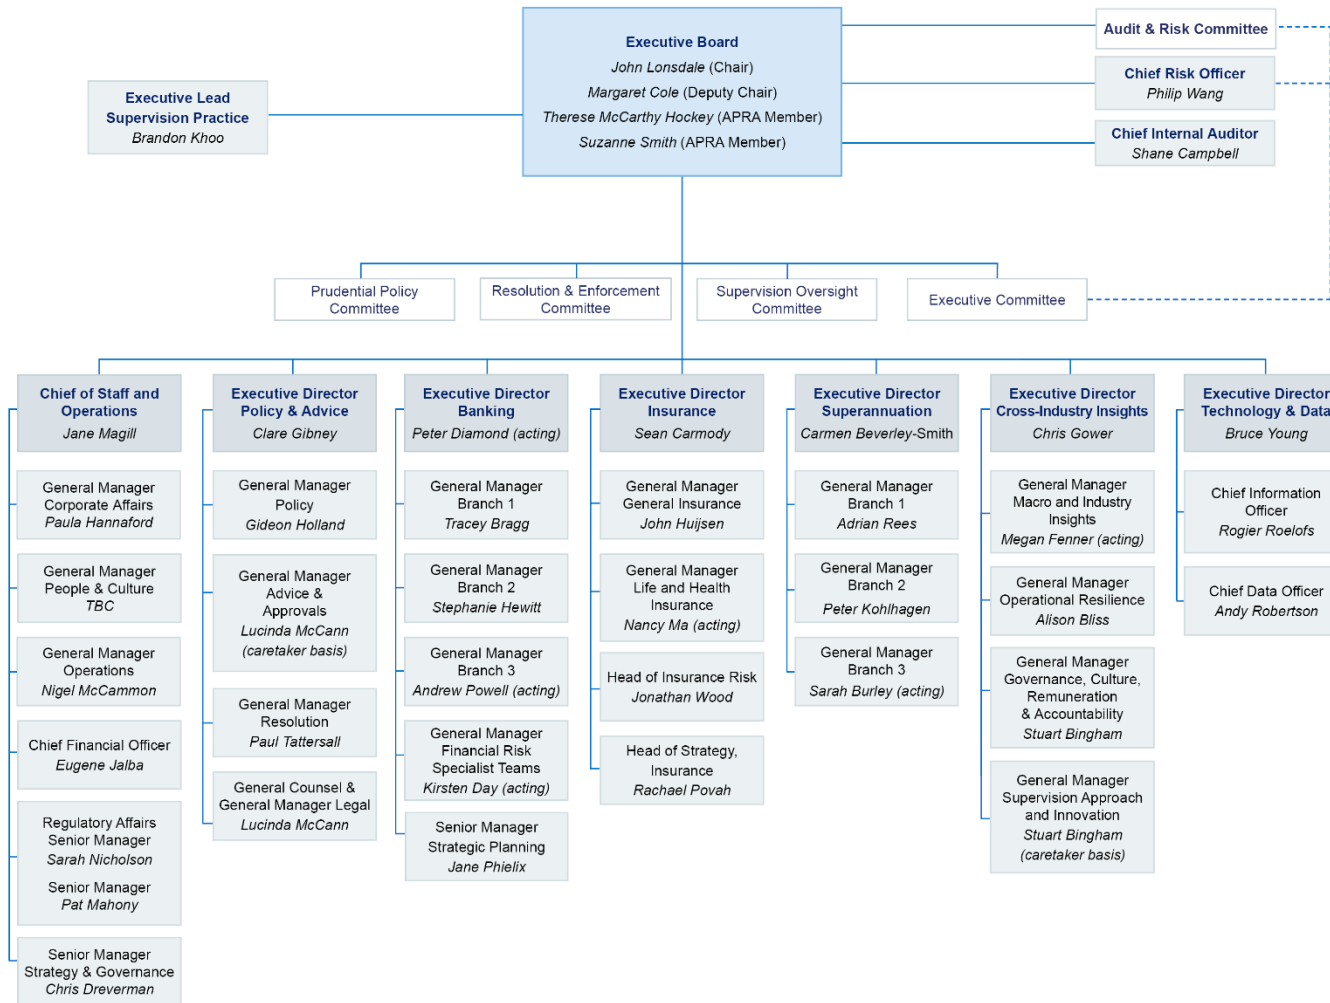 Executive Board
John Lonsdale (Chair)
Margaret Cole (Deputy Chair)
Therese McCarthy Hockey (APRA Member)
Suzanne Smith (APRA Member)
Executive Lead
Supervision Practice
Brandon Khoo
Audit & Risk Committee
Chief Risk Officer
Philip Wang
Chief Internal Auditor
Shane Campbell
Prudential Policy
Committee
Resolution & Enforcement
Committee
Supervision Oversight
Committee
Executive Committee
Chief of Staff and
Operations
Jane Magill
General Manager
Corporate Affairs
Paula Hannaford
General Manager
People & Culture
TBC
General Manager
Operations
Nigel McCammon
Chief Financial Officer
Eugene Jalba
Regulatory Affairs
Senior Manager
Sarah Nicholson
Senior Manager
Pat Mahony
Senior Manager
Strategy & Governance
Chris Dreverman
Executive Director
Policy & Advice
Clare Gibney
General Manager
Policy
Gideon Holland
General Manager
Advice &
Approvals
Lucinda McCann
(caretaker basis)
General Manager
Resolution
Paul Tattersall
General Counsel &
General Manager Legal
Lucinda McCann
Executive Director
Banking
Peter Diamond (acting)
General Manager
Branch 1
Tracey Bragg
General Manager
Branch 2
Stephanie Hewitt
General Manager
Branch 3
Andrew Powell (acting)
General Manager
Financial Risk
Specialist Teams
Kirsten Day (acting)
Senior Manager
Strategic Planning
Jane Phielix
Executive Director
Insurance
Sean Carmody
General Manager
General Insurance
John Huijsen
General Manager
Life and Health
Insurance
Nancy Ma (acting)
Head of Insurance Risk
Jonathan Wood
Head of Strategy,
Insurance
Rachael Povah
Executive Director
Superannuation
Carmen Beverley-Smith
General Manager
Branch 1
Adrian Rees
General Manager
Branch 2
Peter Kohlhagen
General Manager
Branch 3
Sarah Burley (acting)
Executive Director
Cross-Industry Insights
Chris Gower
General Manager
Macro and Industry
Insights
Megan Fenner (acting)
General Manager
Operational Resilience
Alison Bliss
General Manager
Governance, Culture,
Remuneration
& Accountability
Stuart Bingham
General Manager
Supervision Approach
and Innovation
Stuart Bingham
(caretaker basis)
Executive Director
Technology & Data
Bruce Young
Chief Information
Officer
Rogier Roelofs
Chief Data Officer
Andy Robertson